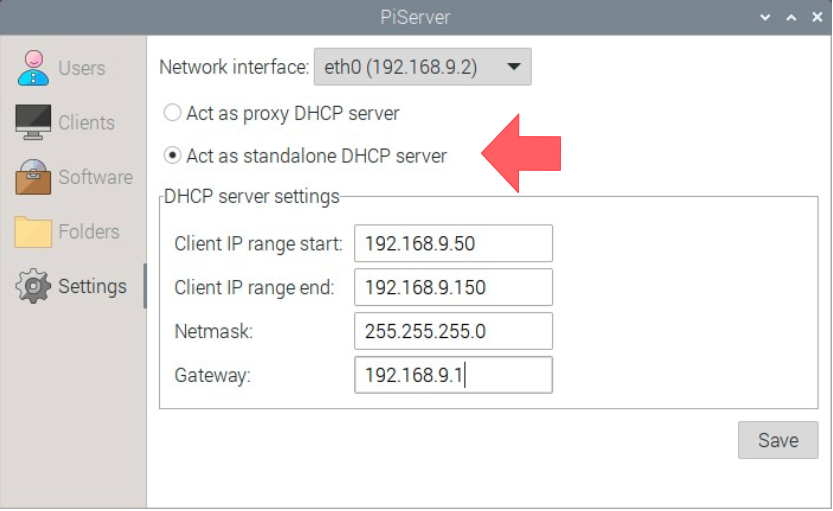 PiServer
Users
Clients
Software
Folders
Settings
Network interface: eth0 (192.168.9.2)
Act as proxy DHCP server
Act as standalone DHCP server
DHCP server settings
Client IP range start: 192.168.9.50
Client IP range end: 192.168.9.150
Netmask: 255.255.255.0
Gateway: 192.168.9.1
Save